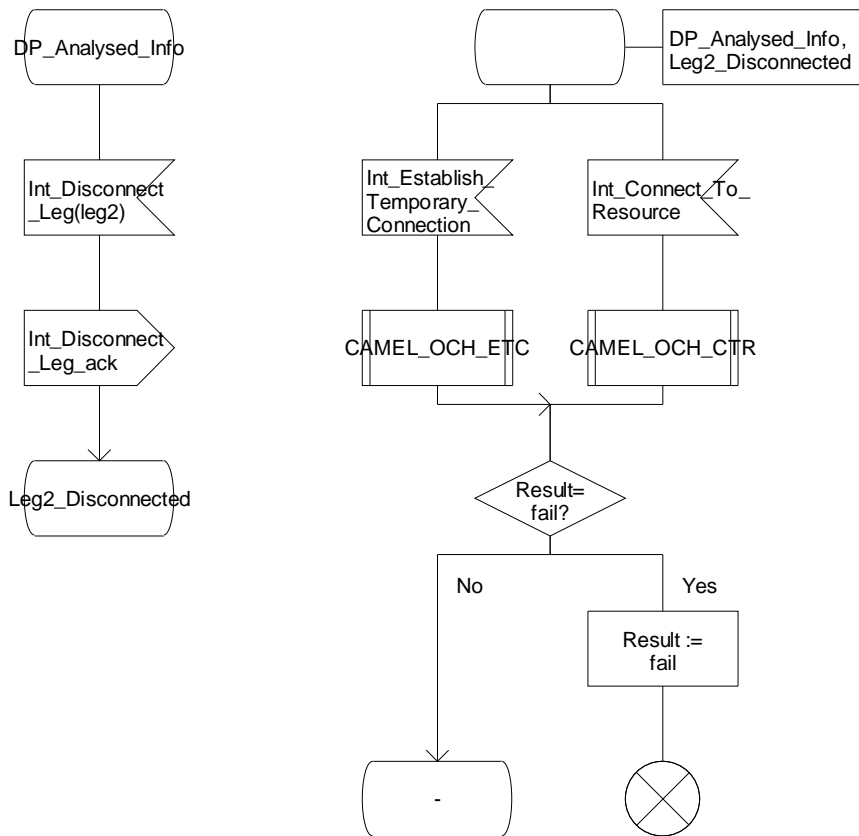 DP_Analysed_Info
Int_Disconnect
_Leg(leg2)
Int_Disconnect
_Leg_ack
Leg2_Disconnected
DP_Analysed_Info,
Leg2_Disconnected
Int_Establish_
Temporary_
Connection
Int_Connect_To_
Resource
CAMEL_OCH_ETC
CAMEL_OCH_CTR
Result=
fail?
No
Yes
Result :=
fail
-